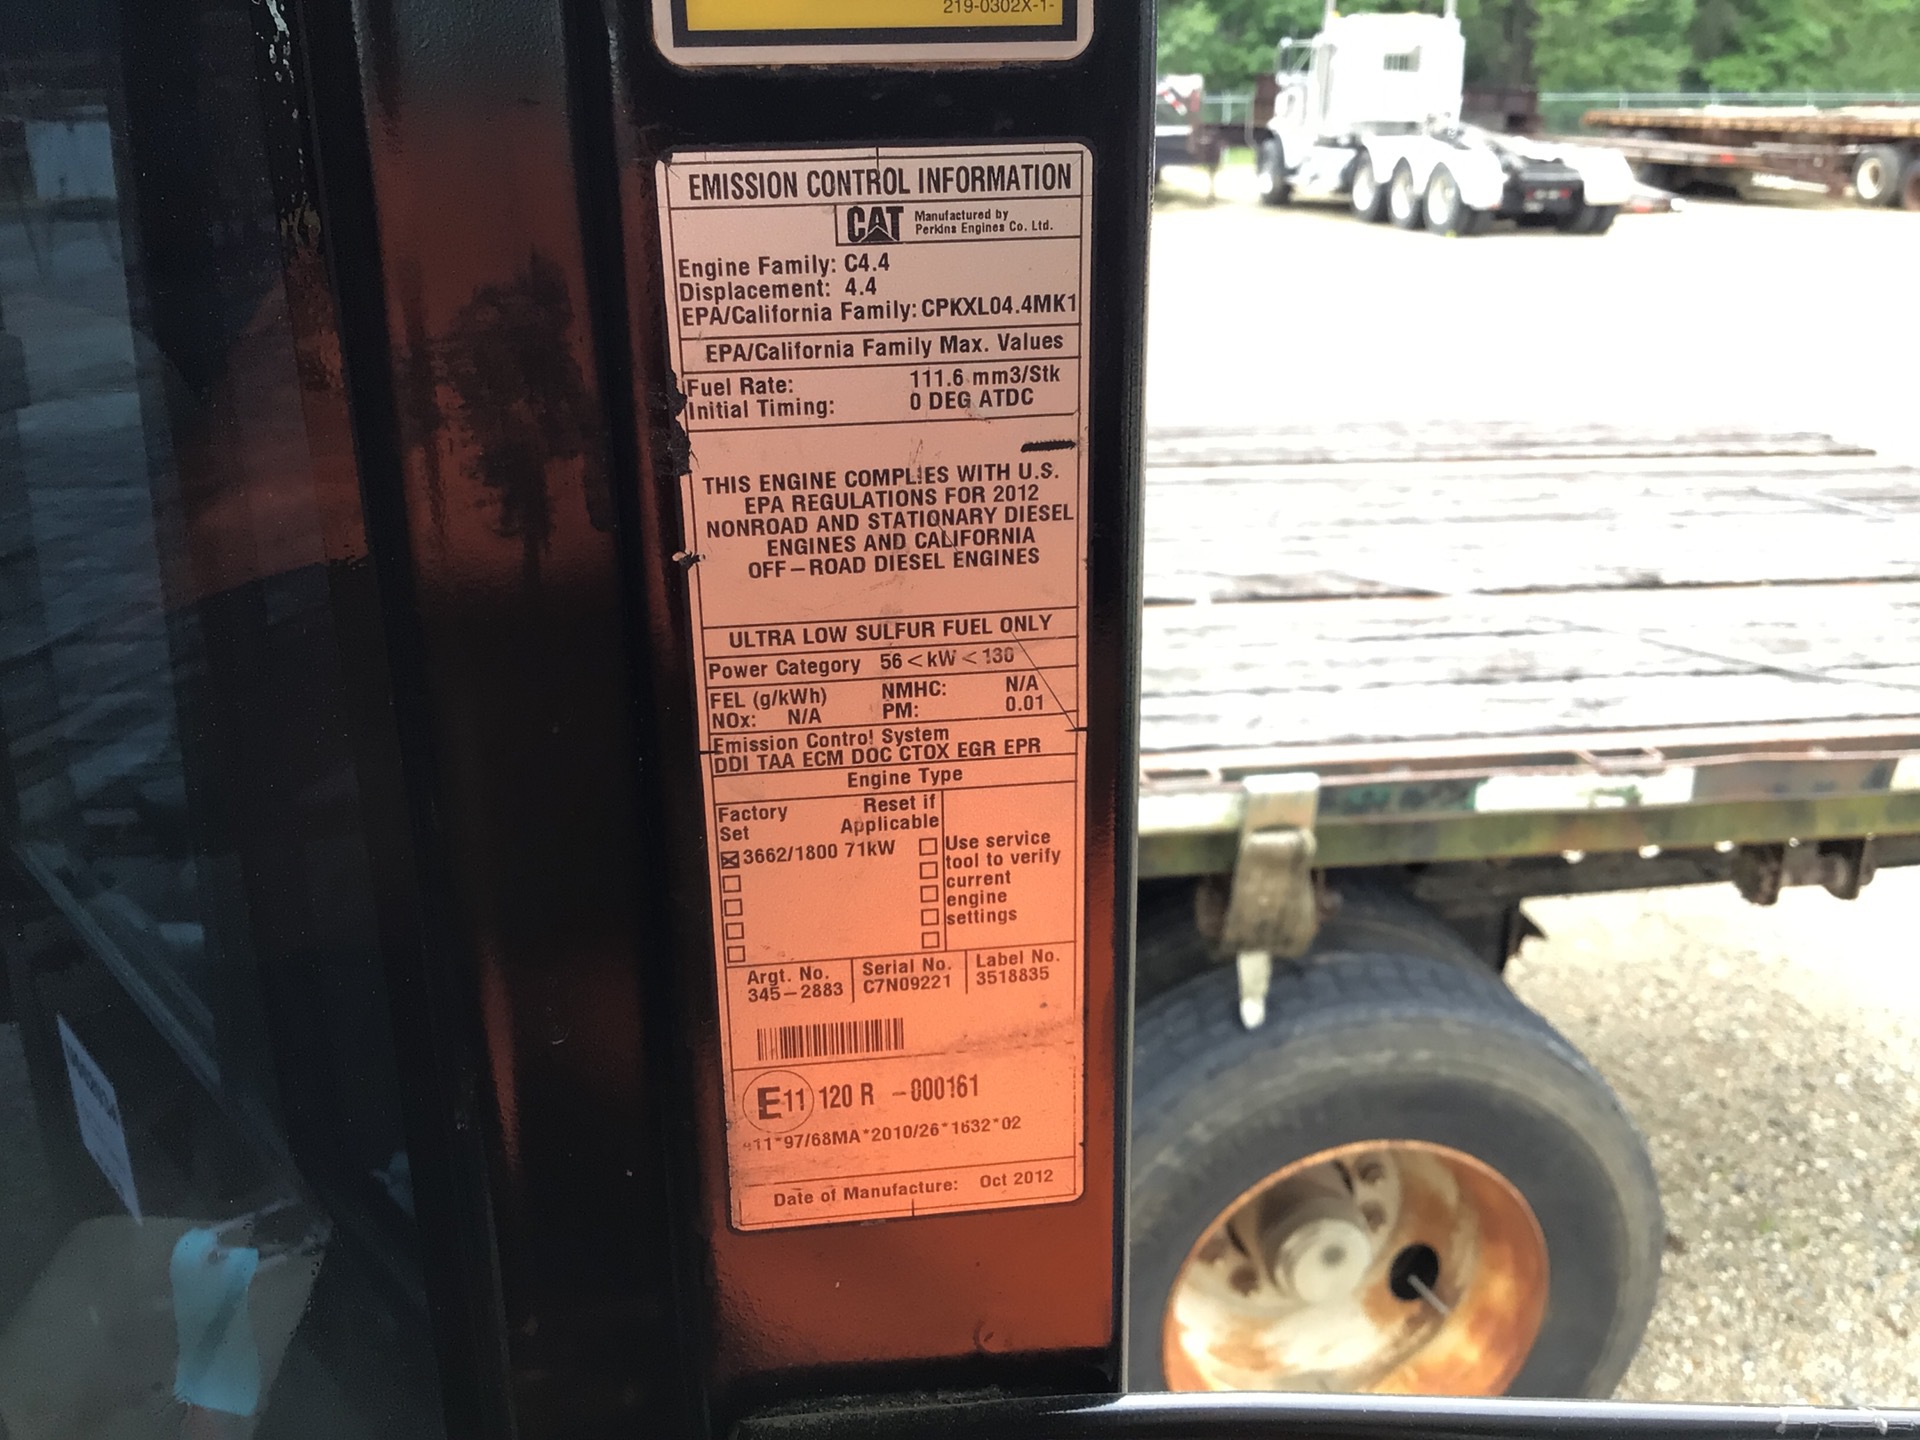 219-0302X-1-
EMISSION CONTROL INFORMATION
CAT Manufactured by
Perkins Engines Co. Ltd.
Engine Family: C4.4
Displacement: 4.4
EPA/California Family: CPKXL04.4MK1
EPA/California Family Max. Values
Fuel Rate: 111.6 mm3/Stk
Initial Timing: 0 DEG ATDC
THIS ENGINE COMPLIES WITH U.S.
EPA REGULATIONS FOR 2012
NONROAD AND STATIONARY DIESEL
ENGINES AND CALIFORNIA
OFF-ROAD DIESEL ENGINES
ULTRA LOW SULFUR FUEL ONLY
Power Category 56<kW<130
FEL (g/kWh) NMHC: N/A
NOx: N/A PM: 0.01
Emission Control System
DDI TAA ECM DOC CTOX EGR EPR
Engine Type
Factory Set
Reset if Applicable
3662/1800 71kW
Use service
tool to verify
current
engine
settings
Argt. No. Serial No. Label No.
345-2883 C7N09221 3518835
E11 120 R -000161
*11*97/68MA*2010/26*1632*02
Date of Manufacture: Oct 2012